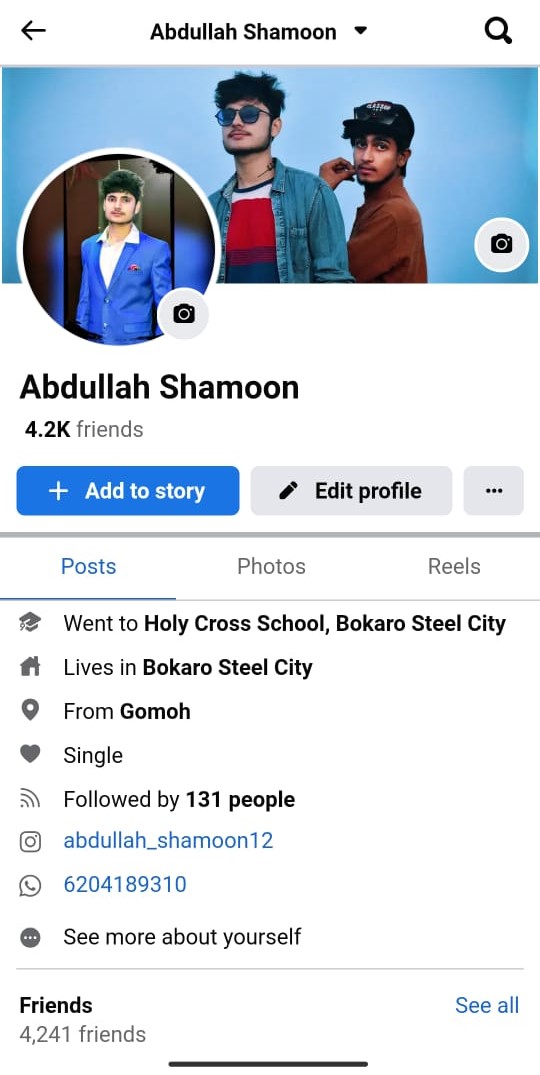 Abdullah Shamoon
Abdullah Shamoon
4.2K friends
Add to story
Edit profile
Posts
Photos
Reels
Went to Holy Cross School, Bokaro Steel City
Lives in Bokaro Steel City
From Gomoh
Single
Followed by 131 people
abdullah_shamoon12
6204189310
See more about yourself
Friends
See all
4,241 friends